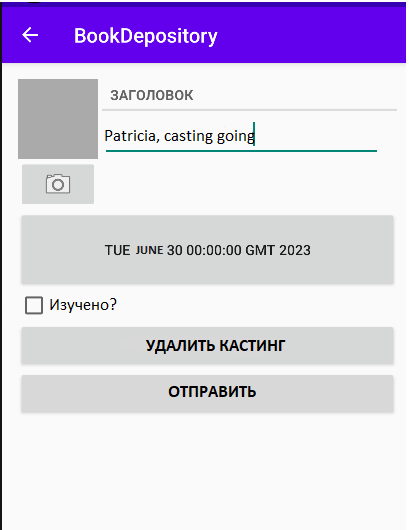 BookDepository
ЗАГОЛОВОК
Patricia, casting going
TUE JUNE 30 00:00:00 GMT 2023
Изучено?
УДАЛИТЬ КАСТИНГ
ОТПРАВИТЬ